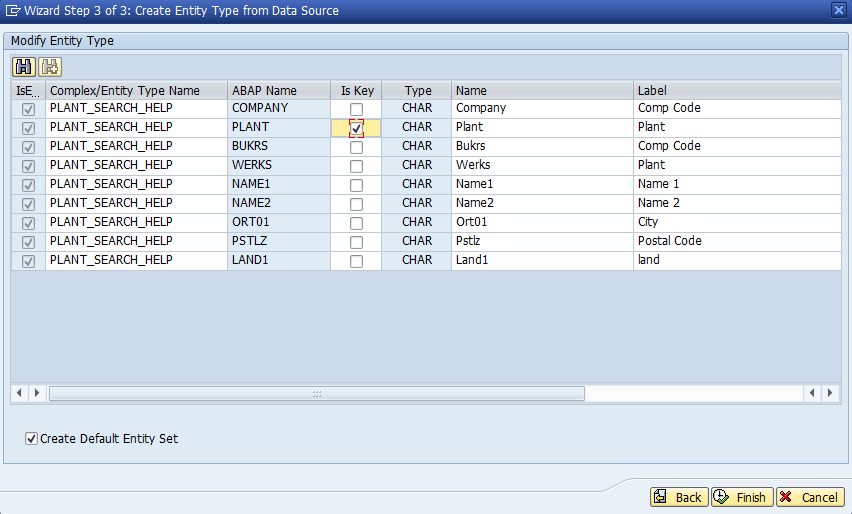 Wizard Step 3 of 3: Create Entity Type from Data Source
Modify Entity Type
IsE... Complex/Entity Type Name ABAP Name Is Key Type Name Label
PLANT_SEARCH_HELP COMPANY CHAR Company Comp Code
PLANT_SEARCH_HELP PLANT CHAR Plant Plant
PLANT_SEARCH_HELP BUKRS CHAR Bukrs Comp Code
PLANT_SEARCH_HELP WERKS CHAR Werks Plant
PLANT_SEARCH_HELP NAME1 CHAR Name1 Name 1
PLANT_SEARCH_HELP NAME2 CHAR Name2 Name 2
PLANT_SEARCH_HELP ORT01 CHAR Ort01 City
PLANT_SEARCH_HELP PSTLZ CHAR Pstlz Postal Code
PLANT_SEARCH_HELP LAND1 CHAR Land1 land
Create Default Entity Set
Back Finish Cancel